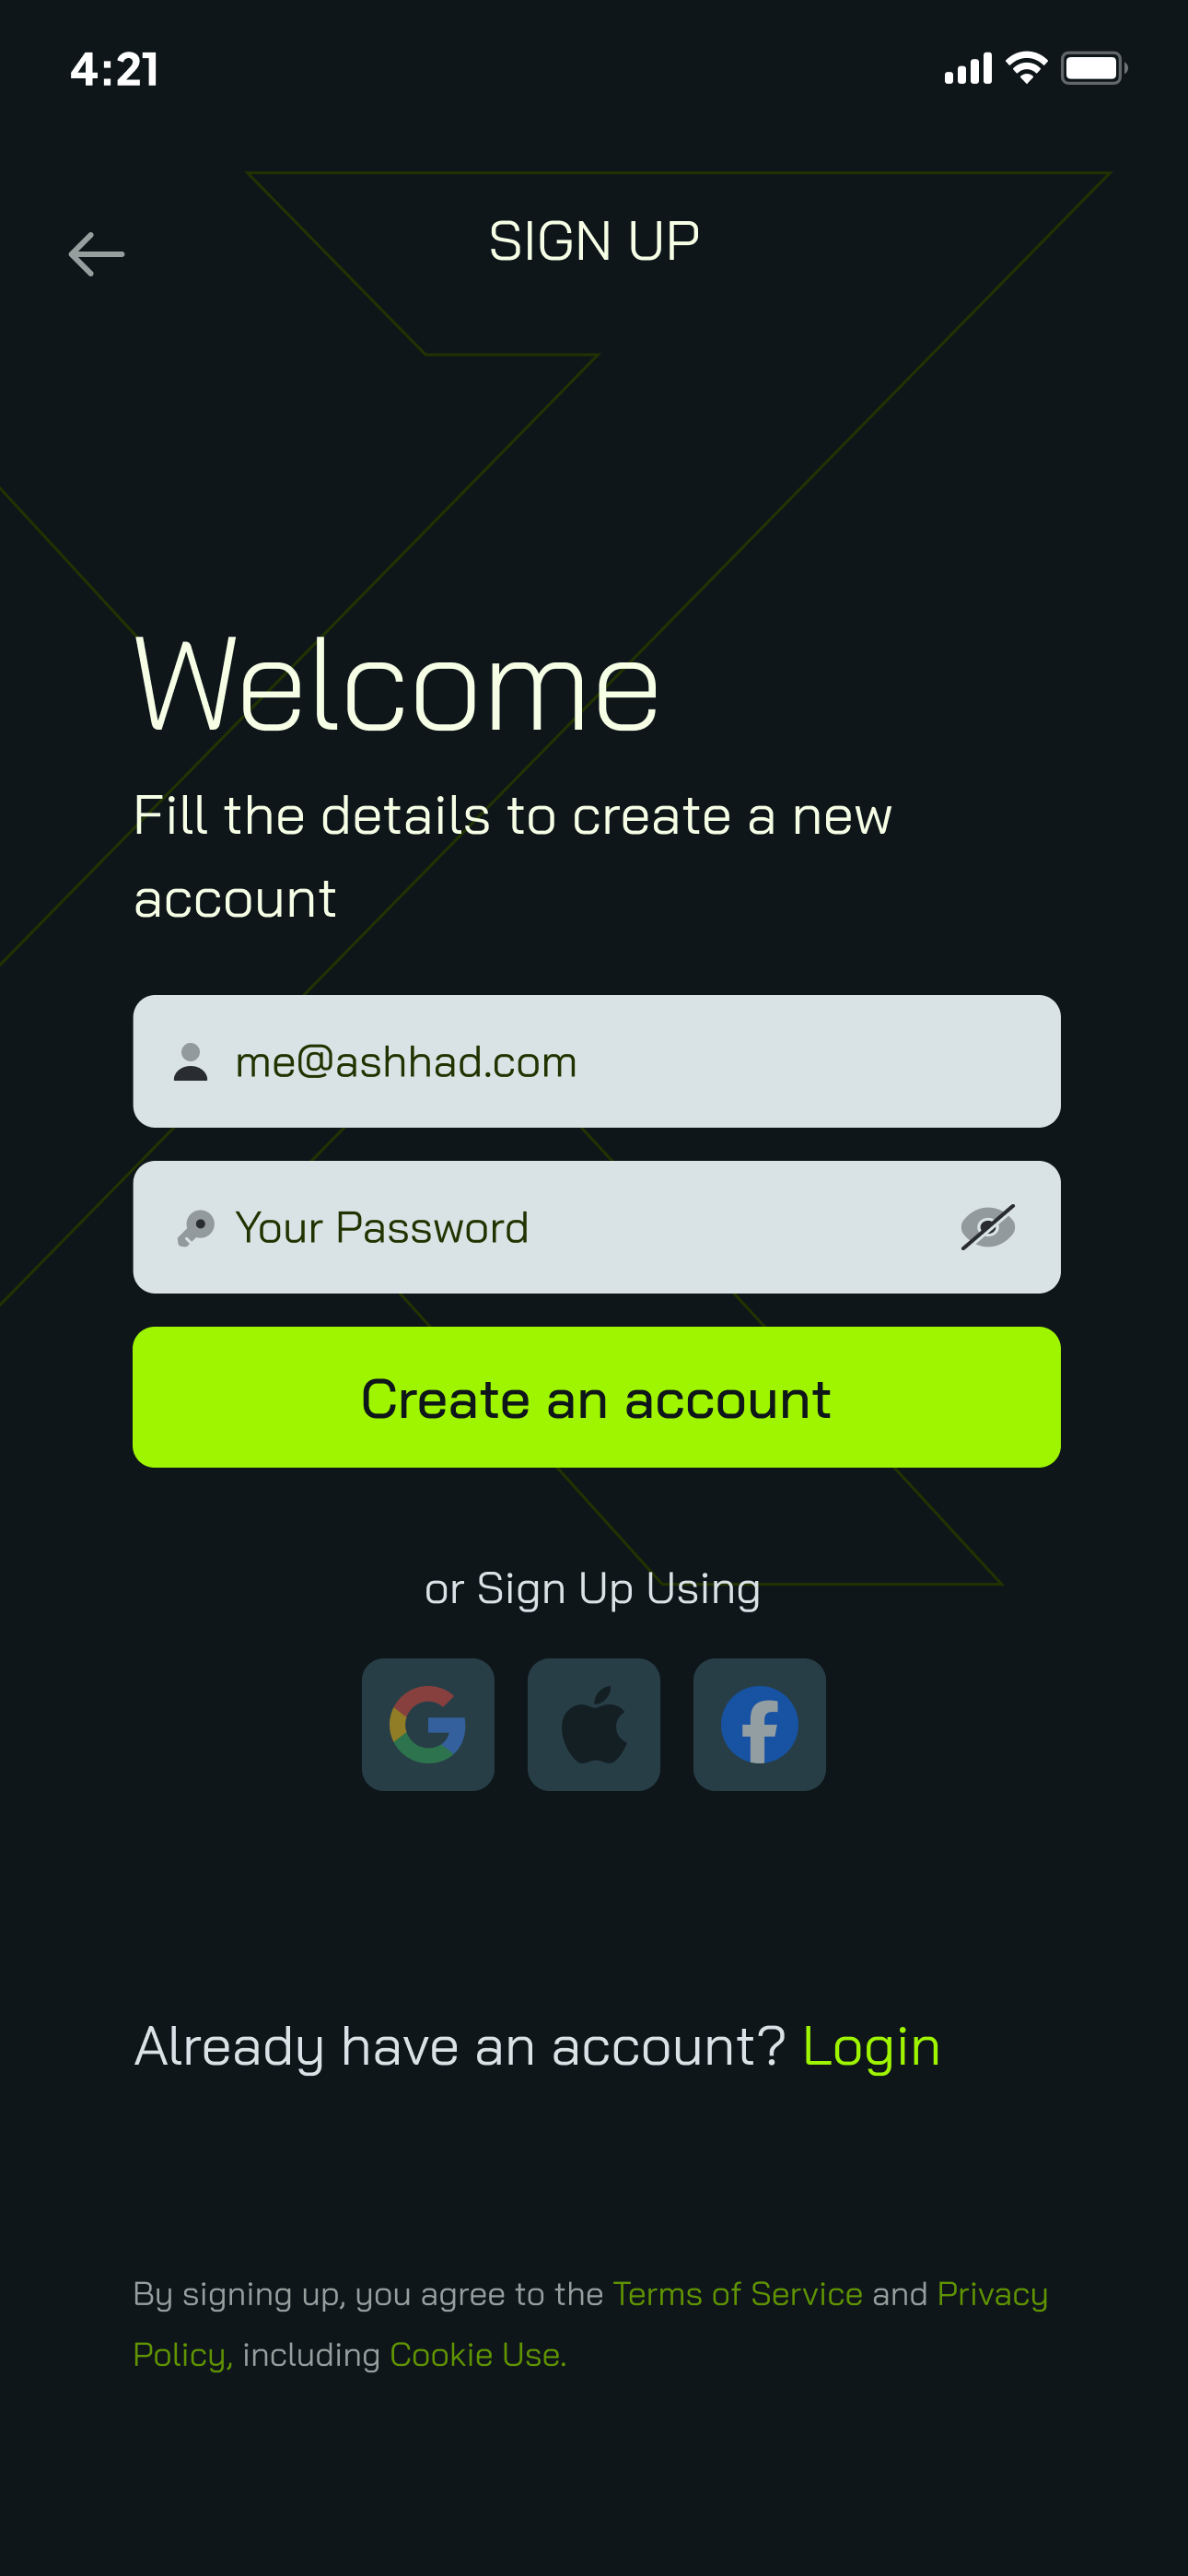 4:21
SIGN UP
Welcome
Fill the details to create a new
account
me@ashhad.com
Your Password
Create an account
or Sign Up Using
Already have an account? Login
By signing up, you agree to the Terms of Service and Privacy
Policy, including Cookie Use.